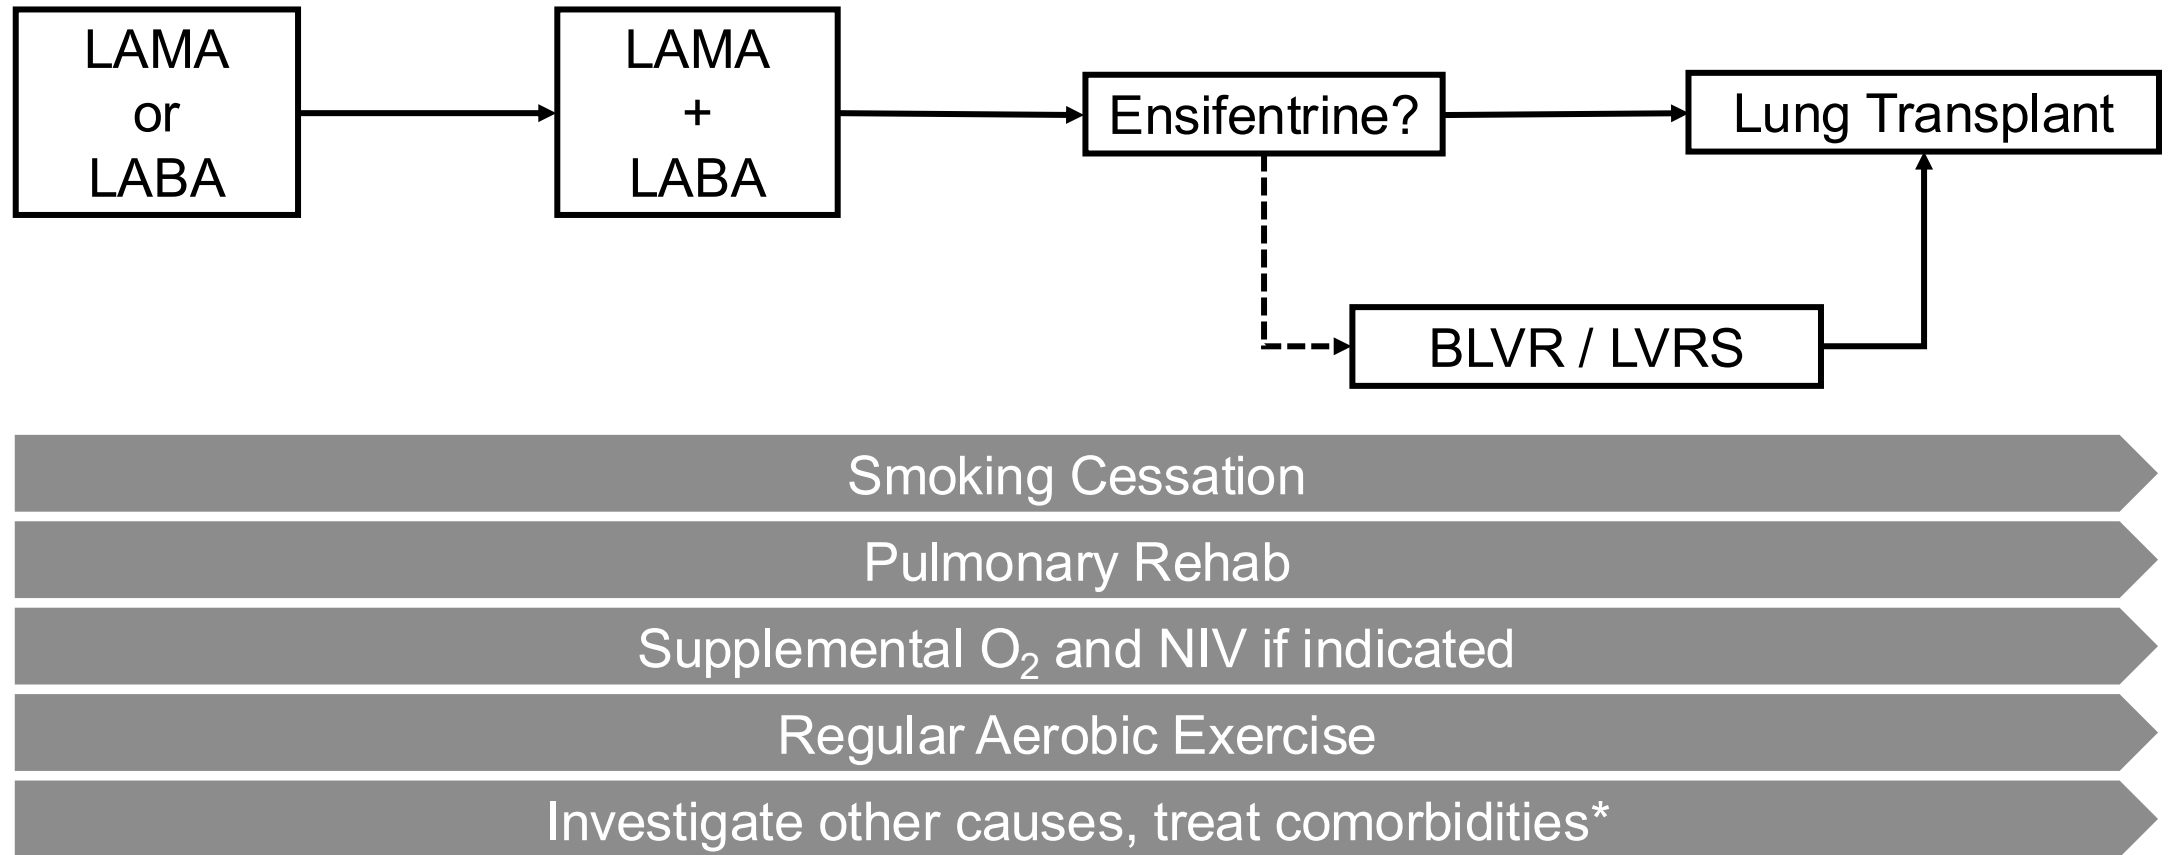 LAMA
or
LABA
LAMA
+
LABA
Ensifentrine?
Lung Transplant
BLVR / LVRS
Smoking Cessation
Pulmonary Rehab
Supplemental O₂ and NIV if indicated
Regular Aerobic Exercise
Investigate other causes, treat comorbidities*